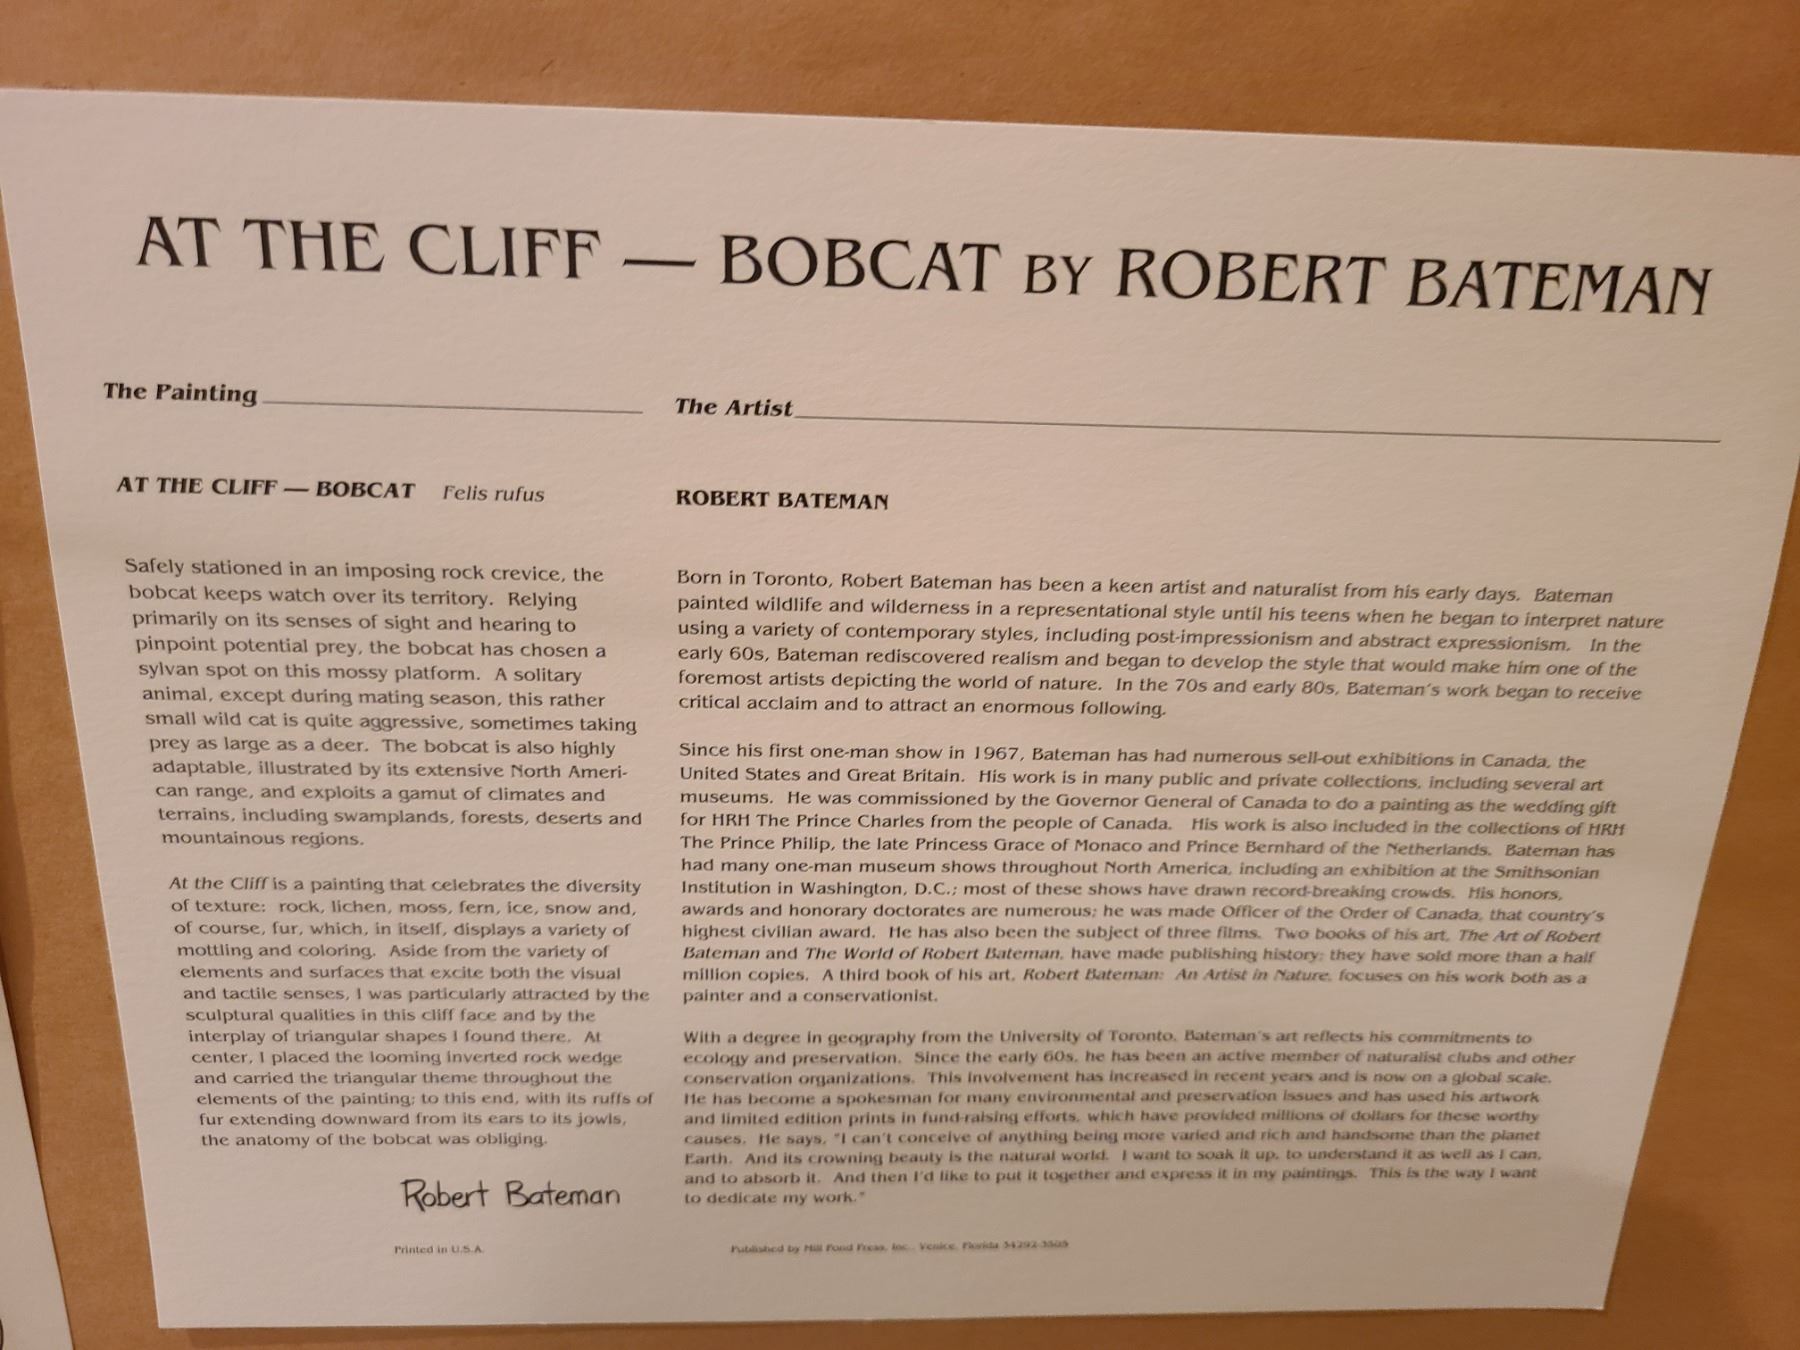 AT THE CLIFF — BOBCAT BY ROBERT BATEMAN
The Painting
AT THE CLIFF — BOBCAT Felis rufus
Safely stationed in an imposing rock crevice, the
bobcat keeps watch over its territory. Relying
primarily on its senses of sight and hearing to
pinpoint potential prey, the bobcat has chosen a
sylvan spot on this mossy platform. A solitary
animal, except during mating season, this rather
small wild cat is quite aggressive, sometimes taking
prey as large as a deer. The bobcat is also highly
adaptable, illustrated by its extensive North Ameri-
can range, and exploits a gamut of climates and
terrains, including swamplands, forests, deserts and
mountainous regions.
At the Cliff is a painting that celebrates the diversity
of texture: rock, lichen, moss, fern, ice, snow and,
of course, fur, which, in itself, displays a variety of
mottling and coloring. Aside from the variety of
elements and surfaces that excite both the visual
and tactile senses, I was particularly attracted by the
sculptural qualities in this cliff face and by the
interplay of triangular shapes I found there. At
center, I placed the looming inverted rock wedge
and carried the triangular theme throughout the
elements of the painting; to this end, with its ruffs of
fur extending downward from its ears to its jowls,
the anatomy of the bobcat was obliging.
Robert Bateman
Printed in U.S.A.
The Artist
ROBERT BATEMAN
Born in Toronto, Robert Bateman has been a keen artist and naturalist from his early days. Bateman
painted wildlife and wilderness in a representational style until his teens when he began to interpret nature
using a variety of contemporary styles, including post-impressionism and abstract expressionism. In the
early 60s, Bateman rediscovered realism and began to develop the style that would make him one of the
foremost artists depicting the world of nature. In the 70s and early 80s, Bateman's work began to receive
critical acclaim and to attract an enormous following.
Since his first one-man show in 1967, Bateman has had numerous sell-out exhibitions in Canada, the
United States and Great Britain. His work is in many public and private collections, including several art
museums. He was commissioned by the Governor General of Canada to do a painting as the wedding gift
for HRH The Prince Charles from the people of Canada. His work is also included in the collections of HRH
The Prince Philip, the late Princess Grace of Monaco and Prince Bernhard of the Netherlands. Bateman has
had many one-man museum shows throughout North America, including an exhibition at the Smithsonian
Institution in Washington, D.C.; most of these shows have drawn record-breaking crowds. His honors,
awards and honorary doctorates are numerous; he was made Officer of the Order of Canada, that country's
highest civilian award. He has also been the subject of three films. Two books of his art, The Art of Robert
Bateman and The World of Robert Bateman, have made publishing history; they have sold more than a half
million copies. A third book of his art, Robert Bateman: An Artist in Nature, focuses on his work both as a
painter and a conservationist.
With a degree in geography from the University of Toronto, Bateman's art reflects his commitments to
ecology and preservation. Since the early 60s, he has been an active member of naturalist clubs and other
conservation organizations. This involvement has increased in recent years and is now on a global scale.
He has become a spokesman for many environmental and preservation issues and has used his artwork
and limited edition prints in fund-raising efforts, which have provided millions of dollars for these worthy
causes. He says, "I can't conceive of anything being more varied and rich and handsome than the planet
Earth. And its crowning beauty is the natural world. I want to soak it up, to understand it as well as I can,
and to absorb it. And then I'd like to put it together and express it in my paintings. This is the way I want
to dedicate my work."
Published by Mill Pond Press, Inc., Venice, Florida 34292-3505